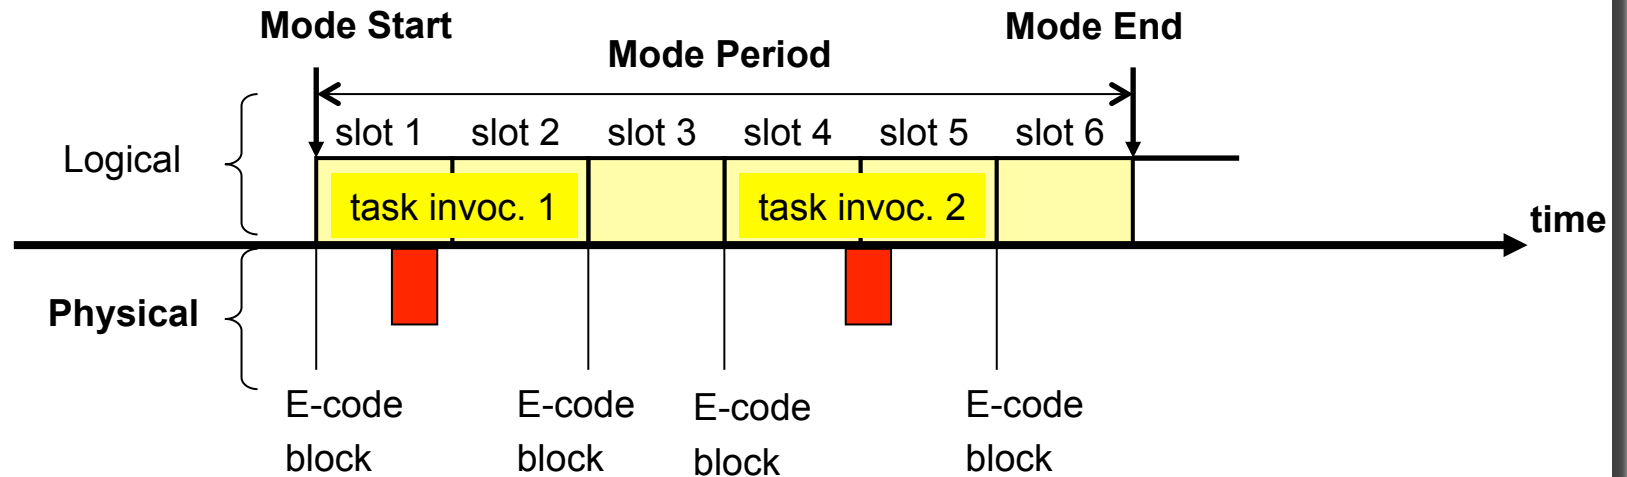 Mode Start
Mode Period
Mode End
slot 1
slot 2
slot 3
slot 4
slot 5
slot 6
Logical
task invoc. 1
task invoc. 2
time
Physical
E-code
block
E-code
block
E-code
block
E-code
block